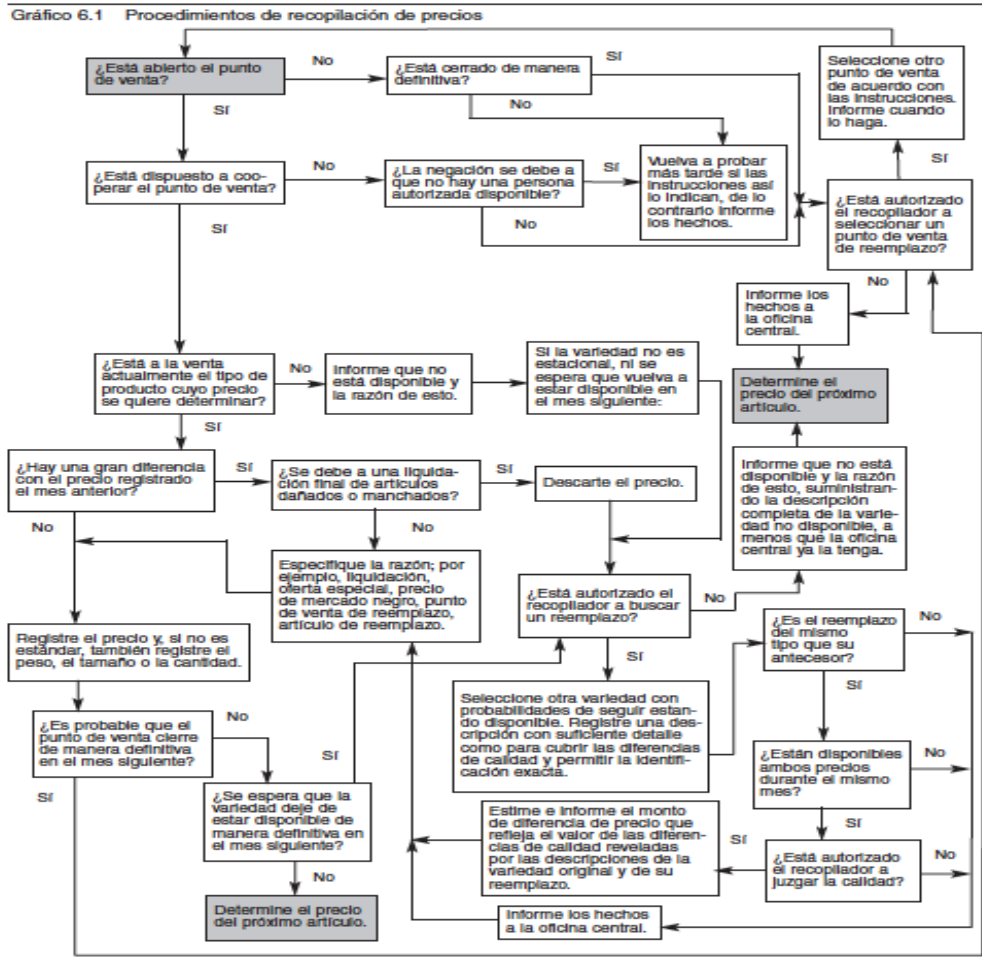 Gráfico 6.1 Procedimientos de recopilación de precios
¿Está abierto el punto
de venta?
No
¿Está cerrado de manera
definitiva?
Sí
Seleccione otro
punto de venta
de acuerdo con
las instrucciones.
Informe cuando
lo haga.
Sí
No
¿Está dispuesto a coo-
perar el punto de venta?
No
¿La negación se debe a
que no hay una persona
autorizada disponible?
Sí
No
Vuelva a probar
más tarde si las
instrucciones así
lo indican, de lo
contrario informe
los hechos.
Sí
¿Está autorizado
el recopilador a
seleccionar un
punto de venta
de reemplazo?
Sí
No
Informe los
hechos a
la oficina
central.
Determine el
precio del próximo
artículo.
¿Está a la venta
actualmente el tipo de
producto cuyo precio
se quiere determinar?
No
Informe que no
está disponible y
la razón de esto.
Si la variedad no es
estacional, ni se
espera que vuelva a
estar disponible en
el mes siguiente:
Sí
¿Hay una gran diferencia
con el precio registrado
el mes anterior?
Sí
¿Se debe a una liquida-
ción final de artículos
dañados o manchados?
Sí
Descarte el precio.
Informe que no está
disponible y la razón
de esto, suministran-
do la descripción
completa de la varie-
dad no disponible, a
menos que la oficina
central ya la tenga.
No
No
Especifique la razón; por
ejemplo, liquidación,
oferta especial, precio
de mercado negro, punto
de venta de reemplazo,
artículo de reemplazo.
¿Está autorizado el
recopilador a buscar
un reemplazo?
No
Sí
¿Es el reemplazo
del mismo
tipo que su
antecesor?
No
Sí
Registre el precio y, si no es
estándar, también registre el
peso, el tamaño o la cantidad.
Seleccione otra variedad con
probabilidades de seguir estan-
do disponible. Registre una des-
cripción con suficiente detalle
como para cubrir las diferencias
de calidad y permitir la identifi-
cación exacta.
¿Es probable que el
punto de venta cierre
de manera definitiva
en el mes siguiente?
No
Sí
Sí
¿Están disponibles
ambos precios
durante el mismo
mes?
No
Sí
¿Se espera que la
variedad deje de
estar disponible de
manera definitiva en
el mes siguiente?
No
Estime e informe el monto
de diferencia de precio que
refleja el valor de las diferen-
cias de calidad reveladas
por las descripciones de la
variedad original y de su
reemplazo.
Sí
¿Está autorizado
el recopilador a
juzgar la calidad?
No
Determine el precio
del próximo artículo.
Informe los hechos
a la oficina central.